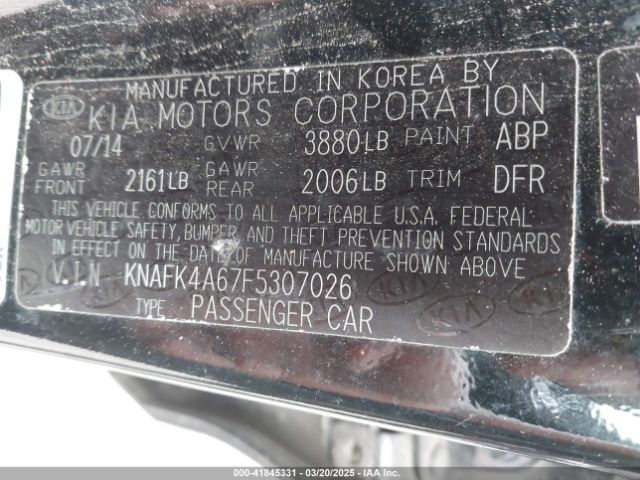 MANUFACTURED IN KOREA BY
KIA KIA MOTORS CORPORATION
07/14 GVWR 3880LB PAINT ABP
GAWR FRONT 2161LB GAWR REAR 2006LB TRIM DFR
THIS VEHICLE CONFORMS TO ALL APPLICABLE U.S.A. FEDERAL
MOTOR VEHICLE SAFETY, BUMPER, AND THEFT PREVENTION STANDARDS
IN EFFECT ON THE DATE OF MANUFACTURE SHOWN ABOVE
V.I.N KNAFK4A67F5307026
TYPE PASSENGER CAR
000-41845331 - 03/20/2025 - IAA Inc.